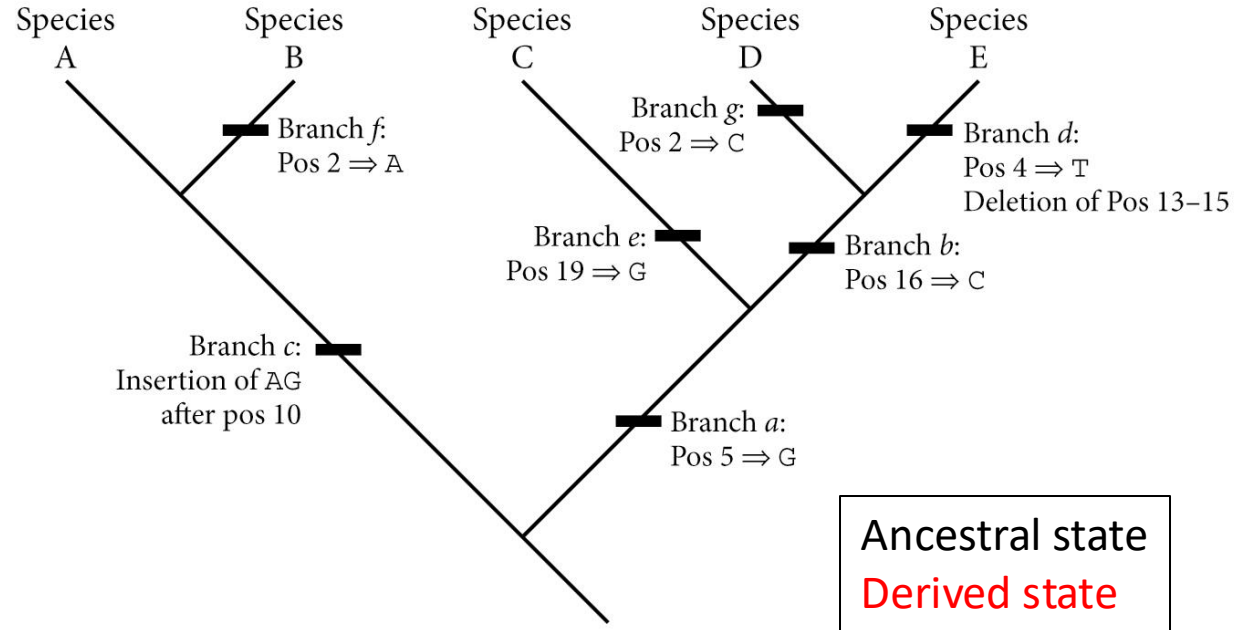 Species
A
Species
B
Species
C
Species
D
Species
E
Branch f:
Pos 2 ⇒ A
Branch g:
Pos 2 ⇒ C
Branch d:
Pos 4 ⇒ T
Deletion of Pos 13–15
Branch e:
Pos 19 ⇒ G
Branch b:
Pos 16 ⇒ C
Branch c:
Insertion of AG
after pos 10
Branch a:
Pos 5 ⇒ G
Ancestral state
Derived state